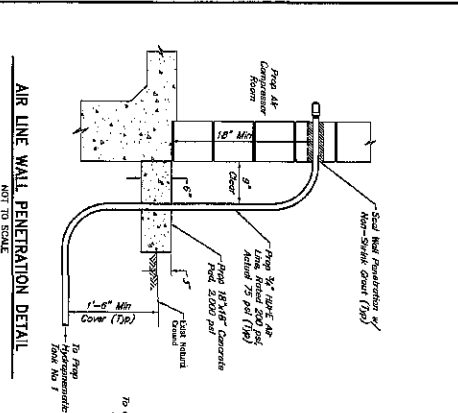 Prop Air
Compressor
Room
18" Min
Seal Wall Penetration w/
Non-Shrink Grout (Typ)
9"
Clear
Prop ¾" HDPE Air
Line, Rated 200 psi,
Actual 75 psi (Typ)
6"
Prop 18"x18" Concrete
Pad, 2,000 psi
3"
Exist Natural
Ground
1'-6" Min
Cover (Typ)
To Prop
Hydropneumatic
Tank No 1
AIR LINE WALL PENETRATION DETAIL
NOT TO SCALE